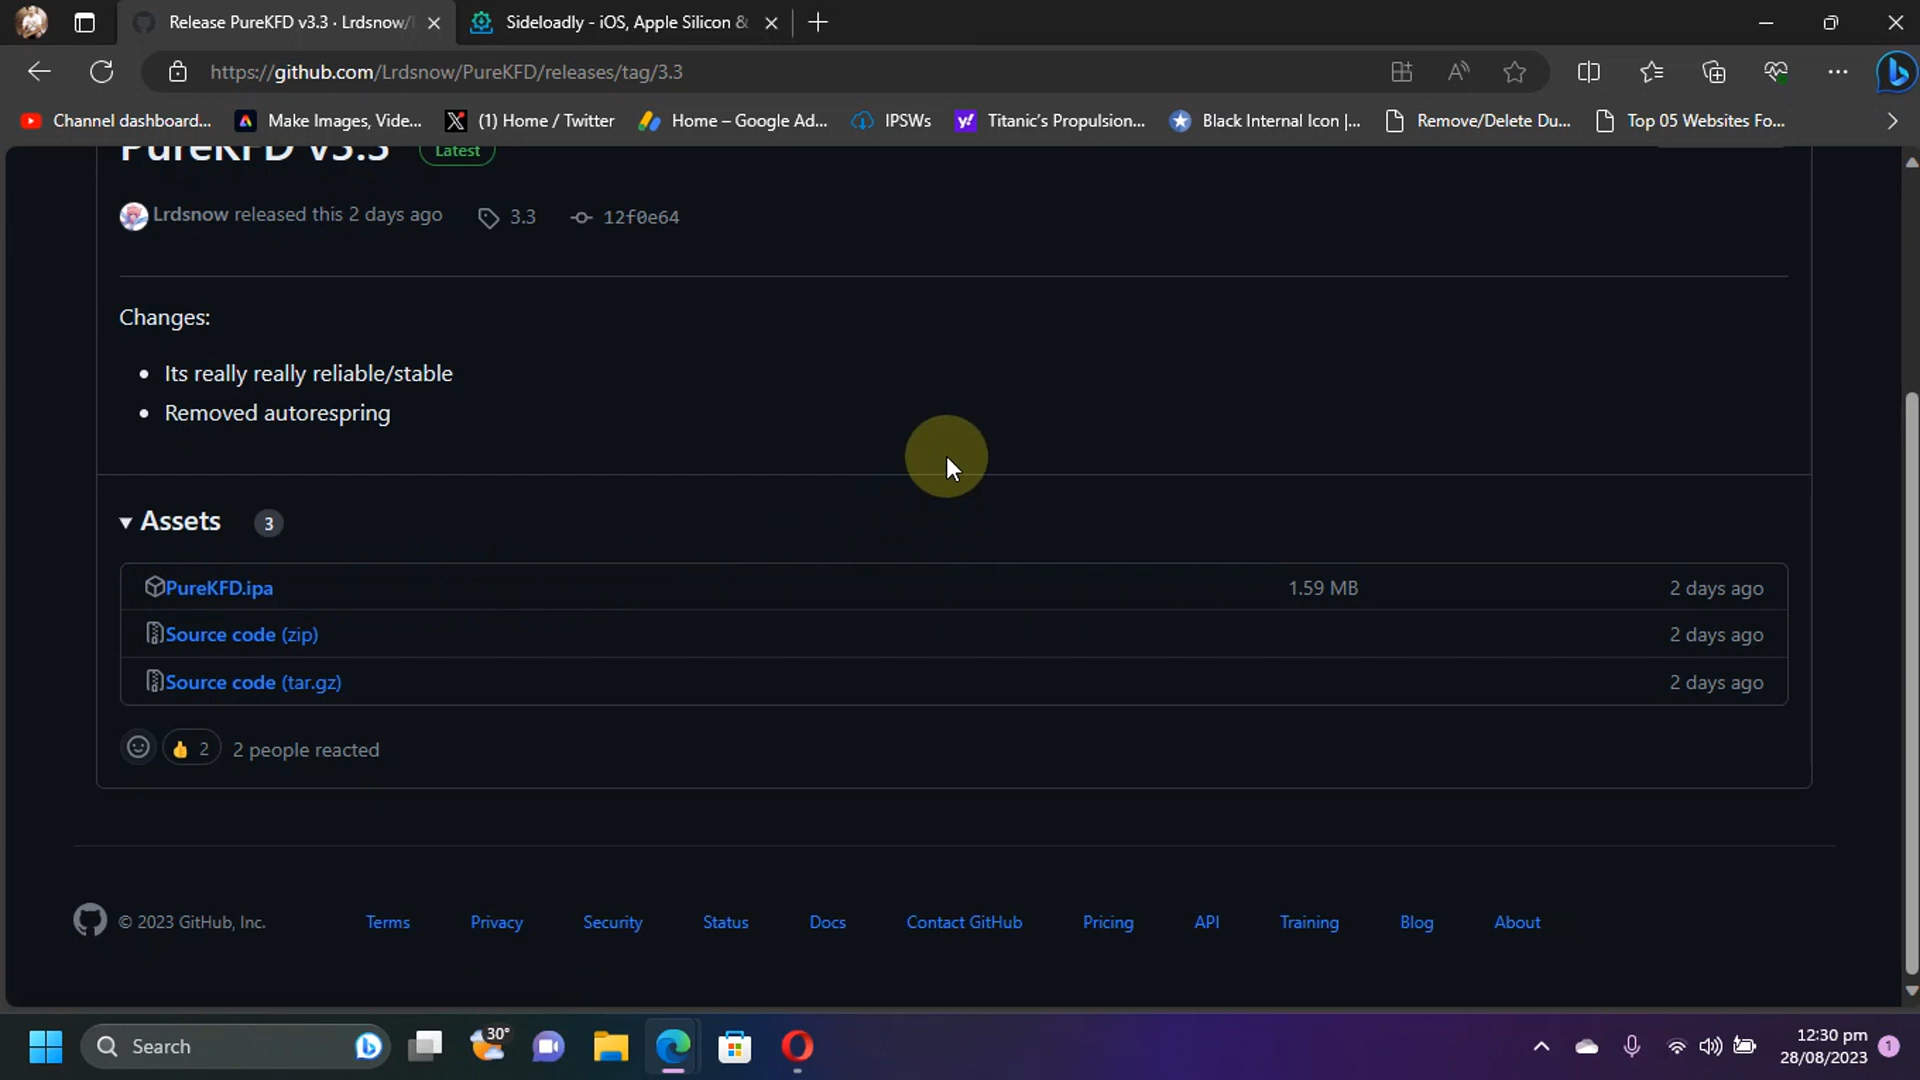 Release PureKFD v3.3 · Lrdsnow/
Sideloadly - iOS, Apple Silicon &
https://github.com/Lrdsnow/PureKFD/releases/tag/3.3
Channel dashboard...
Make Images, Vide...
(1) Home / Twitter
Home – Google Ad...
IPSWs
Titanic's Propulsion...
Black Internal Icon |...
Remove/Delete Du...
Top 05 Websites Fo...
PureKFD v3.3
Latest
Lrdsnow released this 2 days ago
3.3
12f0e64
Changes:
• Its really really reliable/stable
• Removed autorespring
Assets 3
PureKFD.ipa
1.59 MB
2 days ago
Source code (zip)
2 days ago
Source code (tar.gz)
2 days ago
2
2 people reacted
© 2023 GitHub, Inc.
Terms
Privacy
Security
Status
Docs
Contact GitHub
Pricing
API
Training
Blog
About
Search
30°
12:30 pm
28/08/2023
1